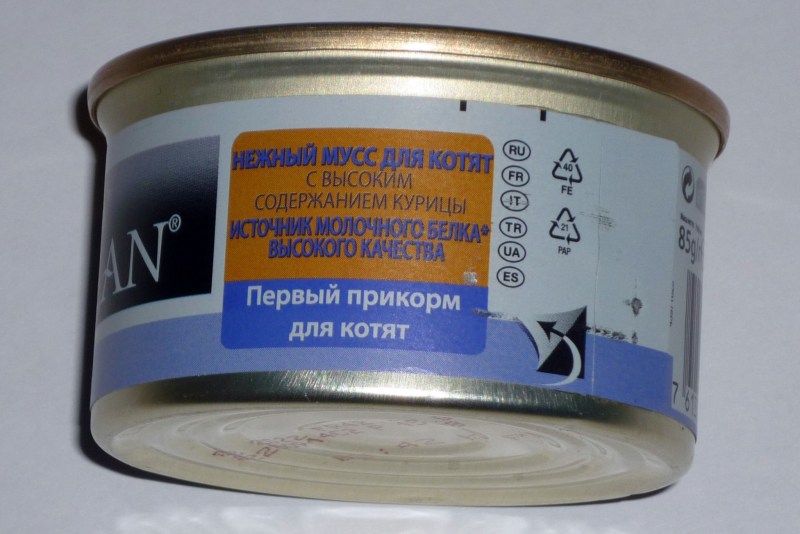 AN®
НЕЖНЫЙ МУСС ДЛЯ КОТЯТ
С ВЫСОКИМ
СОДЕРЖАНИЕМ КУРИЦЫ
ИСТОЧНИК МОЛОЧНОГО БЕЛКА*
ВЫСОКОГО КАЧЕСТВА
Первый прикорм
для котят
RU
FR
IT
TR
UA
ES
40
FE
21
PAP
85g
7